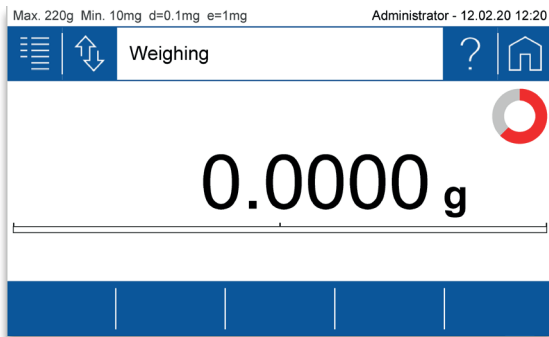 Max. 220g Min. 10mg d=0.1mg e=1mg Administrator - 12.02.20 12:20
Weighing ?
0.0000 g